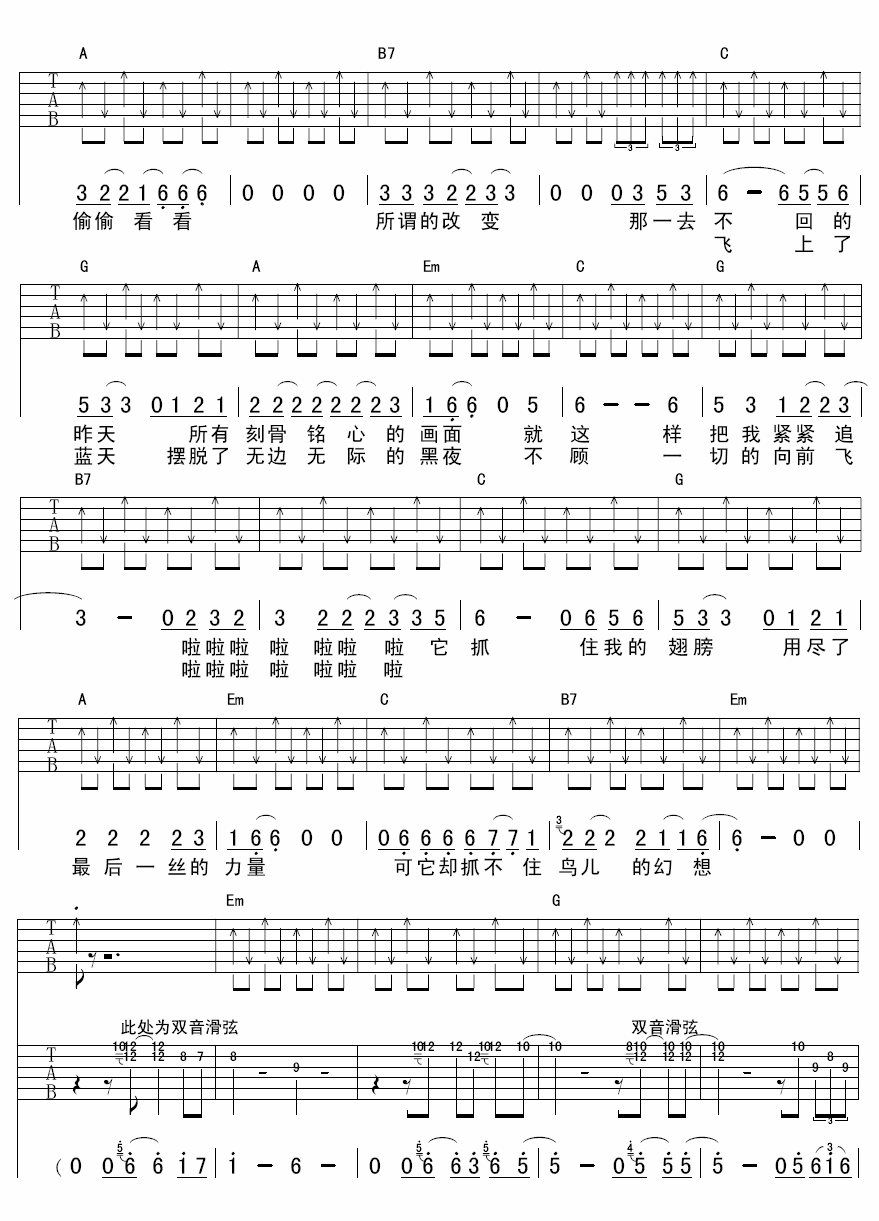 A B7 C
T A B
3 2 2 1 6 6 6 0 0 0 0 3 3 3 2 2 3 3 0 0 0 3 5 3 6 - 6 5 5 6
偷偷 看 看 所谓的改 变 那一去 不 回 的
飞 上 了
G A Em C G
T A B
5 3 3 0 1 2 1 2 2 2 2 2 2 2 3 1 6 6 0 5 6 - - 6 5 3 1 2 2 3
昨天 所有 刻骨 铭 心 的 画面 就 这 样 把 我 紧紧 追
蓝天 摆脱了 无边 无 际 的 黑夜 不 顾 一 切 的 向前 飞
B7 C G
T A B
3 - 0 2 3 2 3 2 2 2 3 3 5 6 - 0 6 5 6 5 3 3 0 1 2 1
啦啦啦 啦 啦啦 啦 它 抓 住我的 翅膀 用尽了
啦啦啦 啦 啦啦 啦
A Em C B7 Em
T A B
2 2 2 2 3 1 6 6 0 0 0 6 6 6 6 7 7 1 3 2 2 2 2 1 1 6 6 - 0 0
最 后 一 丝的 力量 可它却抓不 住 鸟儿 的幻 想
Em G
T A B
此处为双音滑弦 双音滑弦
10 12 12 10 12 12 10 12 10 12 10 10 8 10 10 10 10 10
T A B 12 12 8 7 8 9 12 12 12 12 12 9 8 9
3
( 0 0 5 6 6 1 7 1 - 6 - 0 0 5 6 6 3 5 6 5 5 5 - 0 4 5 5 5 5 5 - 0 5 6 1 6